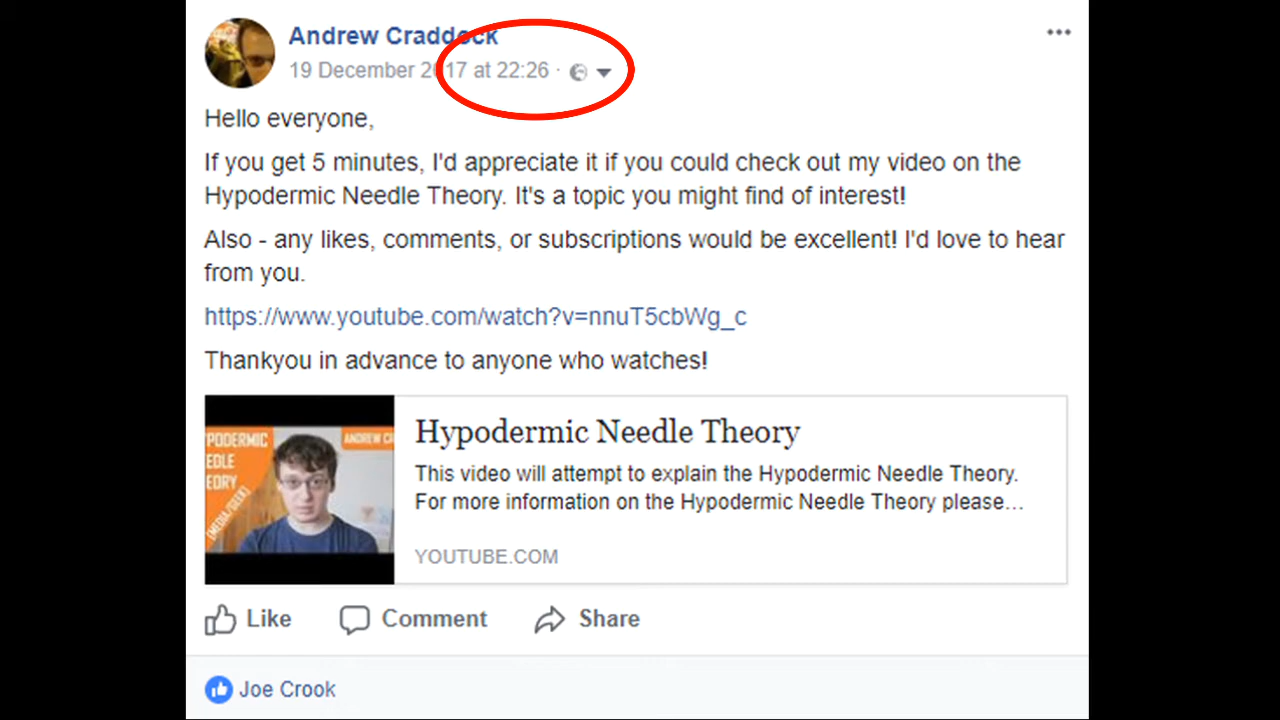 Andrew Craddock
19 December 2017 at 22:26 ·
Hello everyone,
If you get 5 minutes, I'd appreciate it if you could check out my video on the
Hypodermic Needle Theory. It's a topic you might find of interest!
Also - any likes, comments, or subscriptions would be excellent! I'd love to hear
from you.
https://www.youtube.com/watch?v=nnuT5cbWg_c
Thankyou in advance to anyone who watches!
PODERMIC
EDLE
EORY
[MEDIA/GEEK]
ANDREW CR
Hypodermic Needle Theory
This video will attempt to explain the Hypodermic Needle Theory.
For more information on the Hypodermic Needle Theory please...
YOUTUBE.COM
Like Comment Share
Joe Crook